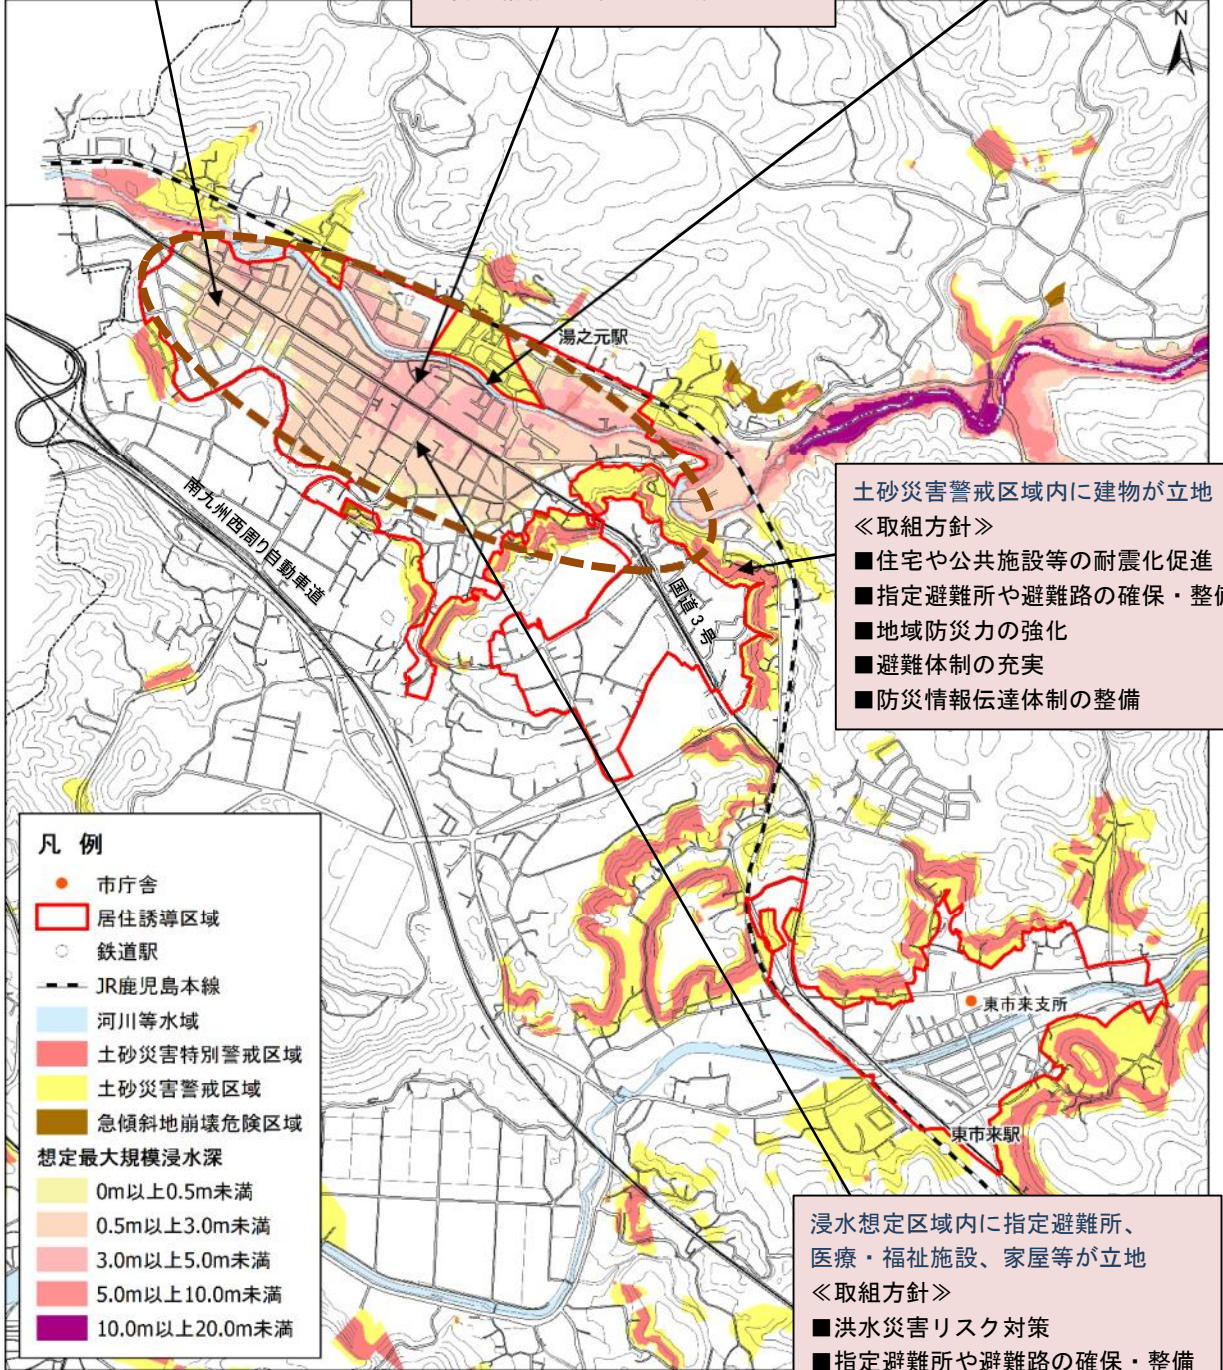 N
湯之元駅
南九州西周り自動車道
国道3号
土砂災害警戒区域内に建物が立地
≪取組方針≫
■住宅や公共施設等の耐震化促進
■指定避難所や避難路の確保・整
■地域防災力の強化
■避難体制の充実
■防災情報伝達体制の整備
凡 例
市庁舎
居住誘導区域
鉄道駅
JR鹿児島本線
河川等水域
土砂災害特別警戒区域
土砂災害警戒区域
急傾斜地崩壊危険区域
想定最大規模浸水深
0m以上0.5m未満
0.5m以上3.0m未満
3.0m以上5.0m未満
5.0m以上10.0m未満
10.0m以上20.0m未満
東市来支所
東市来駅
浸水想定区域内に指定避難所、
医療・福祉施設、家屋等が立地
≪取組方針≫
■洪水災害リスク対策
■指定避難所や避難路の確保・整備